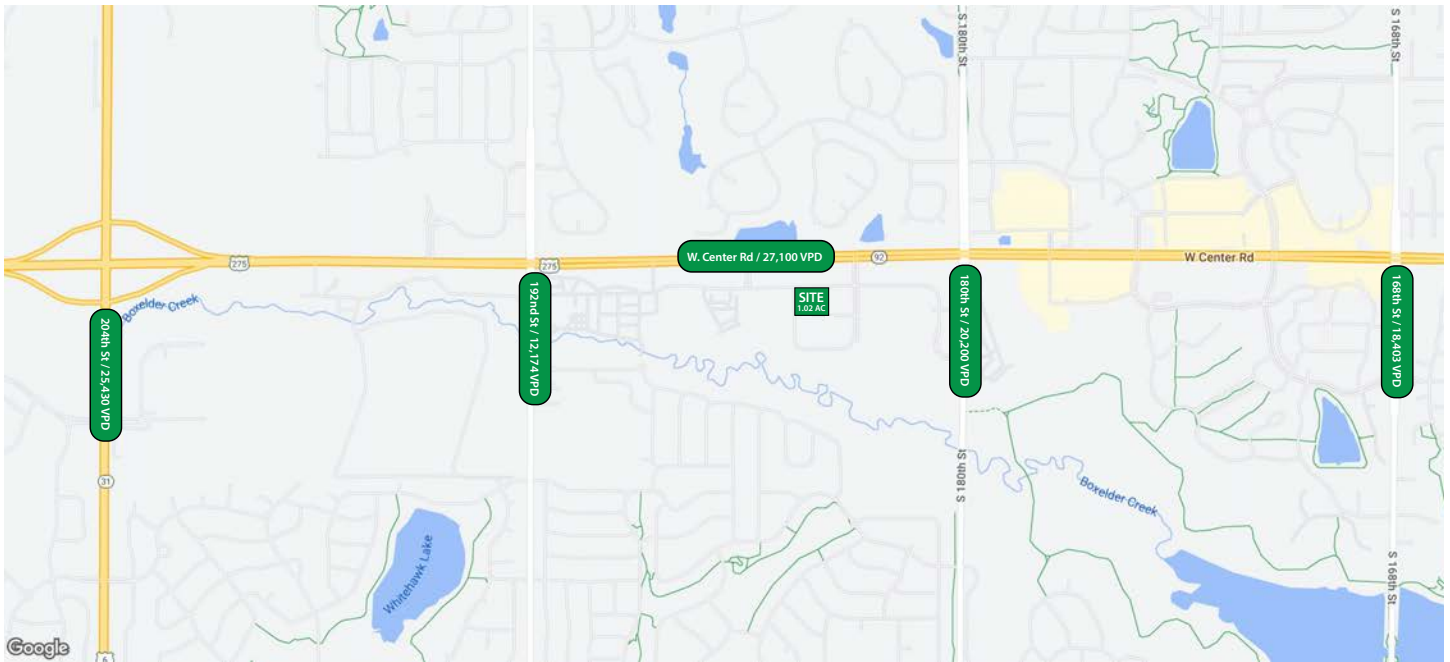 S 180th St
S 168th St
275
275
W. Center Rd / 27,100 VPD
92
W Center Rd
Boxelder Creek
SITE
1.02 AC
204th St / 25,430 VPD
192nd St / 12,174 VPD
180th St / 20,200 VPD
168th St / 18,403 VPD
31
S 180th St
Boxelder Creek
Whitehawk Lake
S 168th St
Google
6